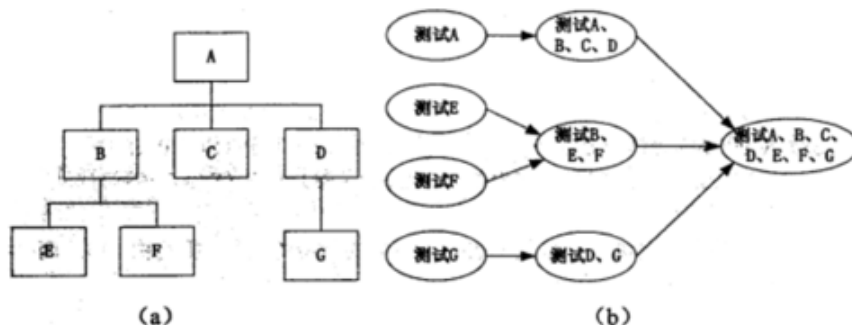 A
B
C
D
E
F
G
(a)
测试A
测试A、
B、C、D
测试E
测试B、
E、F
测试F
测试A、B、C、
D、E、F、G
测试G
测试D、G
(b)